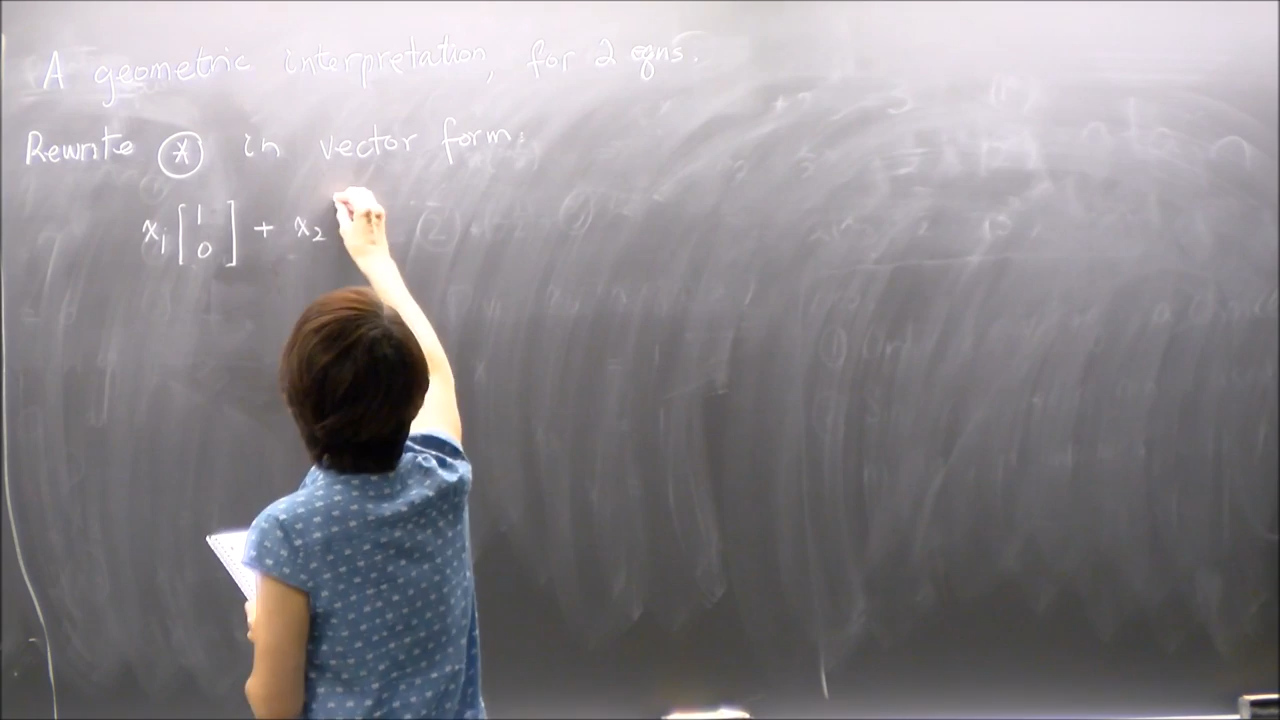 A geometric interpretation, for 2 eqns.
Rewrite ⊛ in vector form:
x₁ [1 0] + x₂